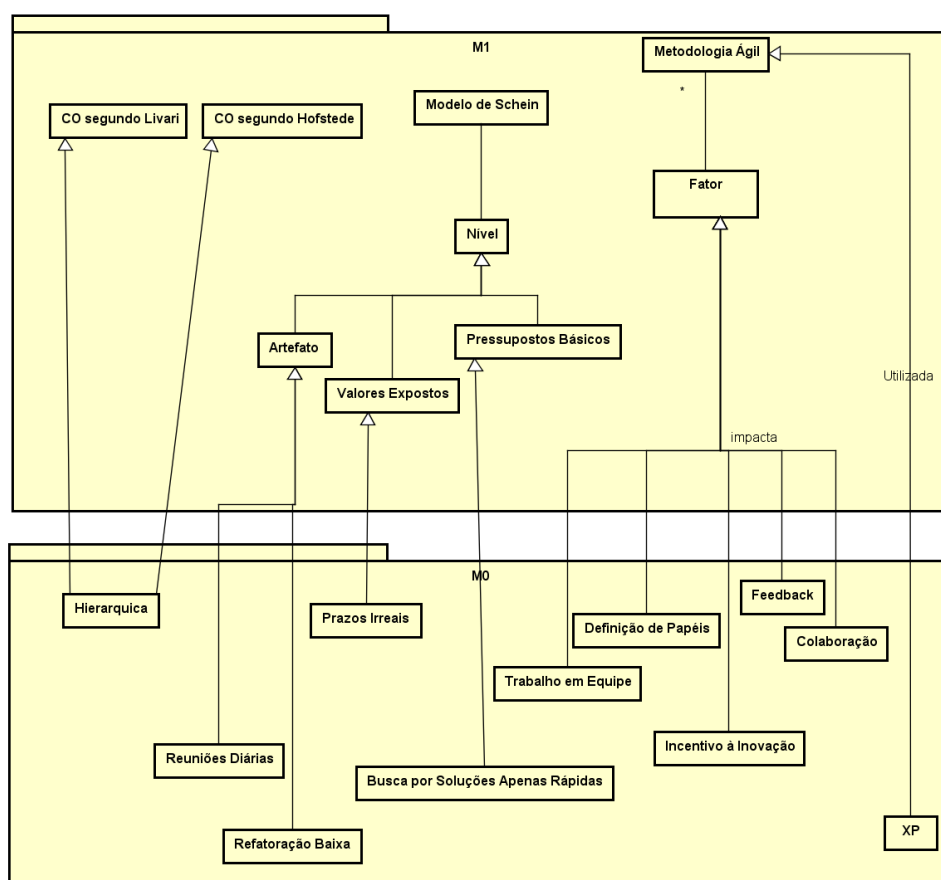 M1
Metodologia Ágil
*
CO segundo Livari
CO segundo Hofstede
Modelo de Schein
Fator
Nível
Artefato
Pressupostos Básicos
Valores Expostos
Utilizada
impacta
M0
Hierarquica
Prazos Irreais
Feedback
Definição de Papéis
Colaboração
Trabalho em Equipe
Reuniões Diárias
Incentivo à Inovação
Busca por Soluções Apenas Rápidas
Refatoração Baixa
XP